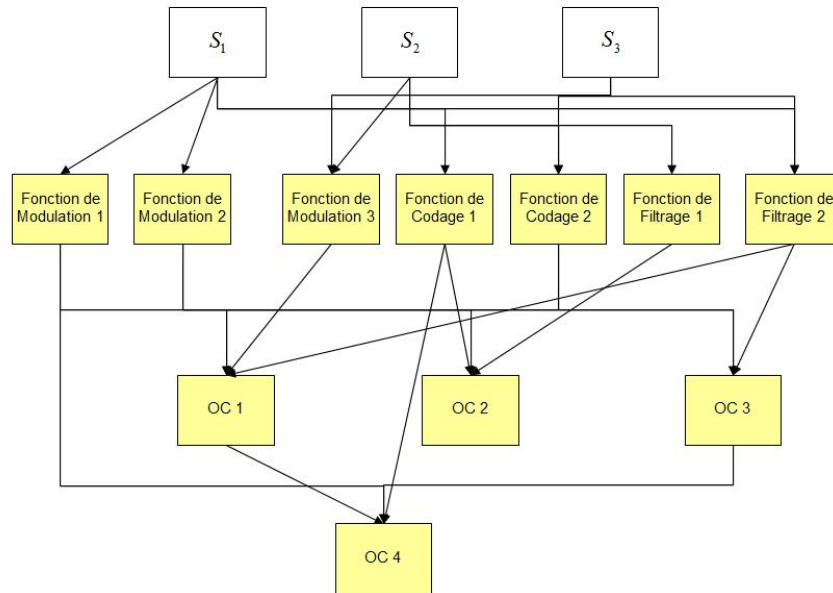 S1
S2
S3
Fonction de
Modulation 1
Fonction de
Modulation 2
Fonction de
Modulation 3
Fonction de
Codage 1
Fonction de
Codage 2
Fonction de
Filtrage 1
Fonction de
Filtrage 2
OC 1
OC 2
OC 3
OC 4